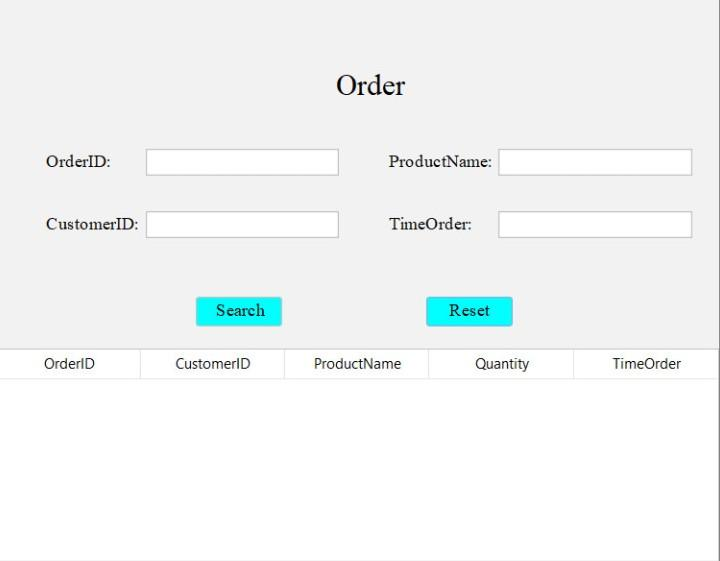 Order
OrderID: ProductName:
CustomerID: TimeOrder:
Search Reset
OrderID CustomerID ProductName Quantity TimeOrder